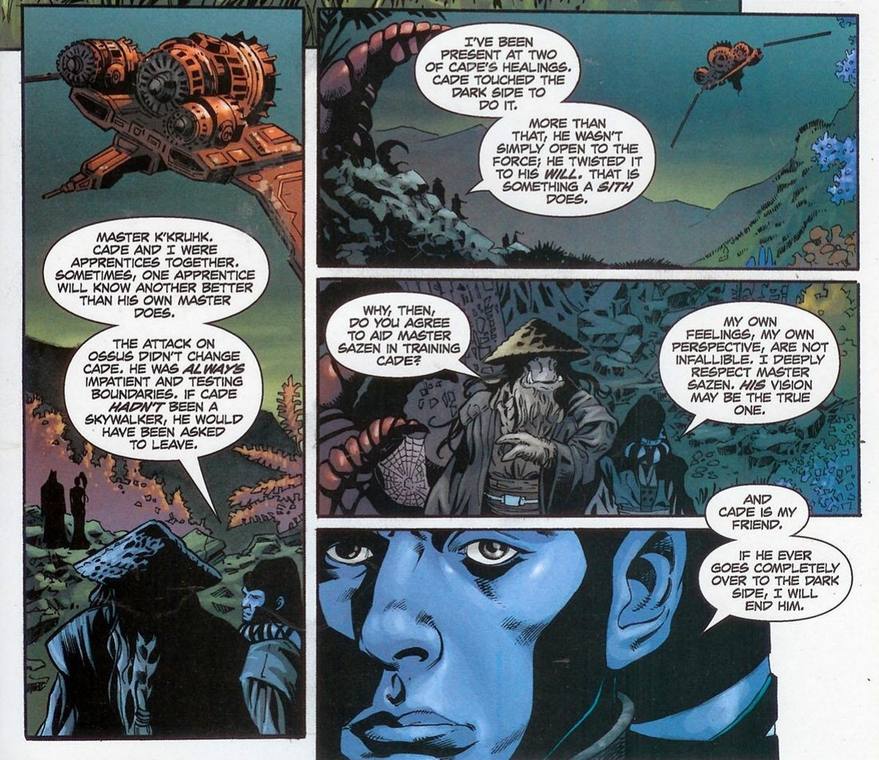 MASTER K'KRUHK.
CADE AND I WERE
APPRENTICES TOGETHER.
SOMETIMES, ONE APPRENTICE
WILL KNOW ANOTHER BETTER
THAN HIS OWN MASTER
DOES.
THE ATTACK ON
OSSUS DIDN'T CHANGE
CADE. HE WAS ALWAYS
IMPATIENT AND TESTING
BOUNDARIES. IF CADE
HADN'T BEEN A
SKYWALKER, HE WOULD
HAVE BEEN ASKED
TO LEAVE.
I'VE BEEN
PRESENT AT TWO
OF CADE'S HEALINGS.
CADE TOUCHED THE
DARK SIDE TO
DO IT.
MORE THAN
THAT, HE WASN'T
SIMPLY OPEN TO THE
FORCE; HE TWISTED IT
TO HIS WILL. THAT IS
SOMETHING A SITH
DOES.
WHY, THEN,
DO YOU AGREE
TO AID MASTER
SAZEN IN TRAINING
CADE?
MY OWN
FEELINGS, MY OWN
PERSPECTIVE, ARE NOT
INFALLIBLE. I DEEPLY
RESPECT MASTER
SAZEN. HIS VISION
MAY BE THE TRUE
ONE.
AND
CADE IS MY
FRIEND.
IF HE EVER
GOES COMPLETELY
OVER TO THE DARK
SIDE, I WILL
END HIM.